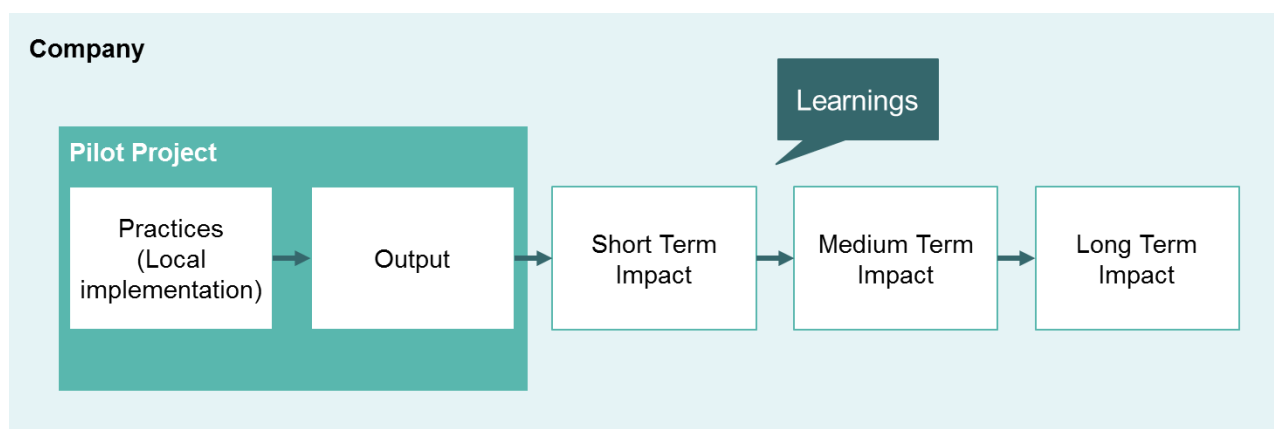 Company
Learnings
Pilot Project
Practices
(Local
implementation)
Output
Short Term
Impact
Medium Term
Impact
Long Term
Impact